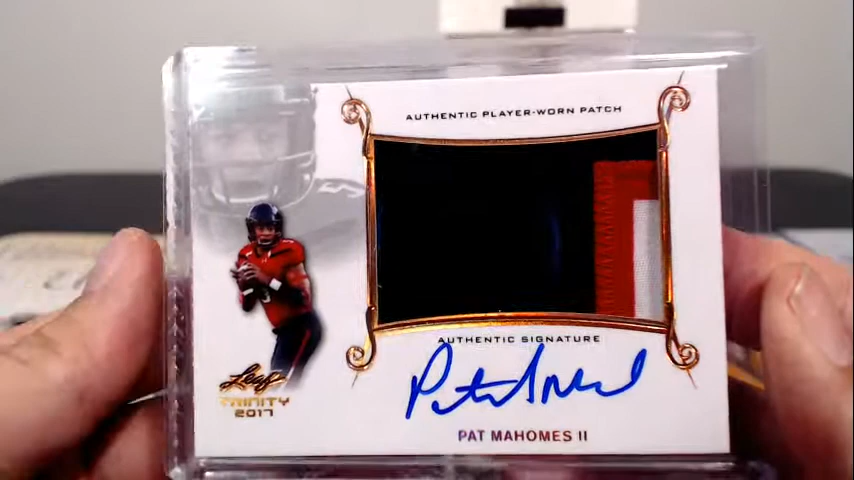 AUTHENTIC PLAYER-WORN PATCH
AUTHENTIC SIGNATURE
Leaf
TRINITY
2017
PAT MAHOMES II